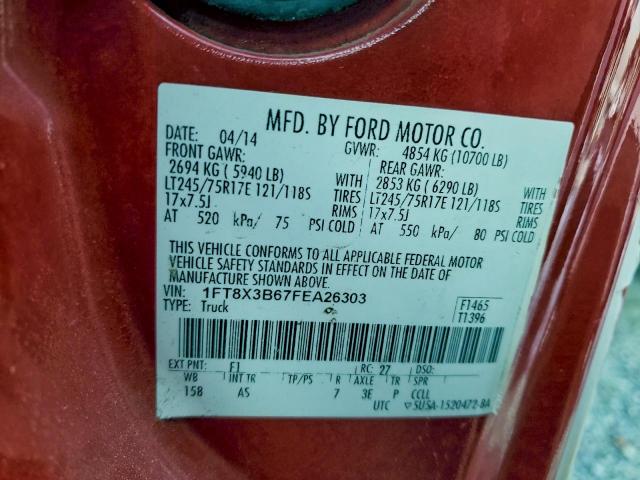 MFD. BY FORD MOTOR CO.
DATE: 04/14 GVWR: 4854 KG (10700 LB)
FRONT GAWR: REAR GAWR:
2694 KG ( 5940 LB) WITH 2853 KG ( 6290 LB) WITH
LT245/75R17E 121/118S TIRES LT245/75R17E 121/118S TIRES
17x7.5J RIMS 17x7.5J RIMS
AT 520 kPa/ 75 PSI COLD AT 550 kPa/ 80 PSI COLD
THIS VEHICLE CONFORMS TO ALL APPLICABLE FEDERAL MOTOR
VEHICLE SAFETY STANDARDS IN EFFECT ON THE DATE OF
MANUFACTURE SHOWN ABOVE.
VIN: 1FT8X3B67FEA26303 F1465
TYPE: Truck T1396
EXT PNT: F1 RC: 27 DSO:
WB INT TR TP/PS R AXLE TR SPR
158 AS 7 3E P CCLL
UTC ▽5USA-1520472-BA